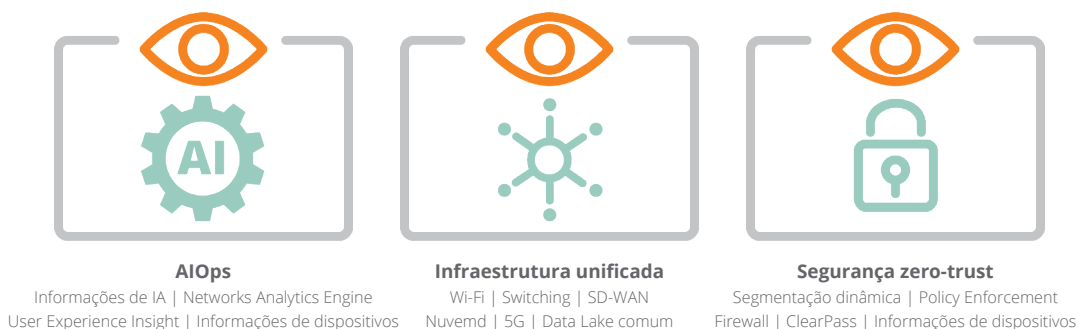 AI
AIOps
Informações de IA | Networks Analytics Engine
User Experience Insight | Informações de dispositivos
Infraestrutura unificada
Wi-Fi | Switching | SD-WAN
Nuvemd | 5G | Data Lake comum
Segurança zero-trust
Segmentação dinâmica | Policy Enforcement
Firewall | ClearPass | Informações de dispositivos